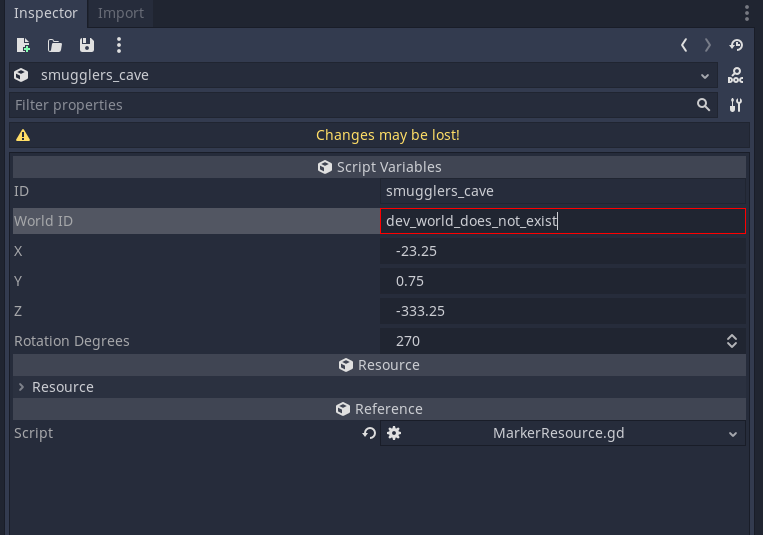 Inspector Import
smugglers_cave
DOC
Filter properties
Changes may be lost!
Script Variables
ID smugglers_cave
World ID dev_world_does_not_exist
X -23.25
Y 0.75
Z -333.25
Rotation Degrees 270
Resource
Resource
Reference
Script MarkerResource.gd